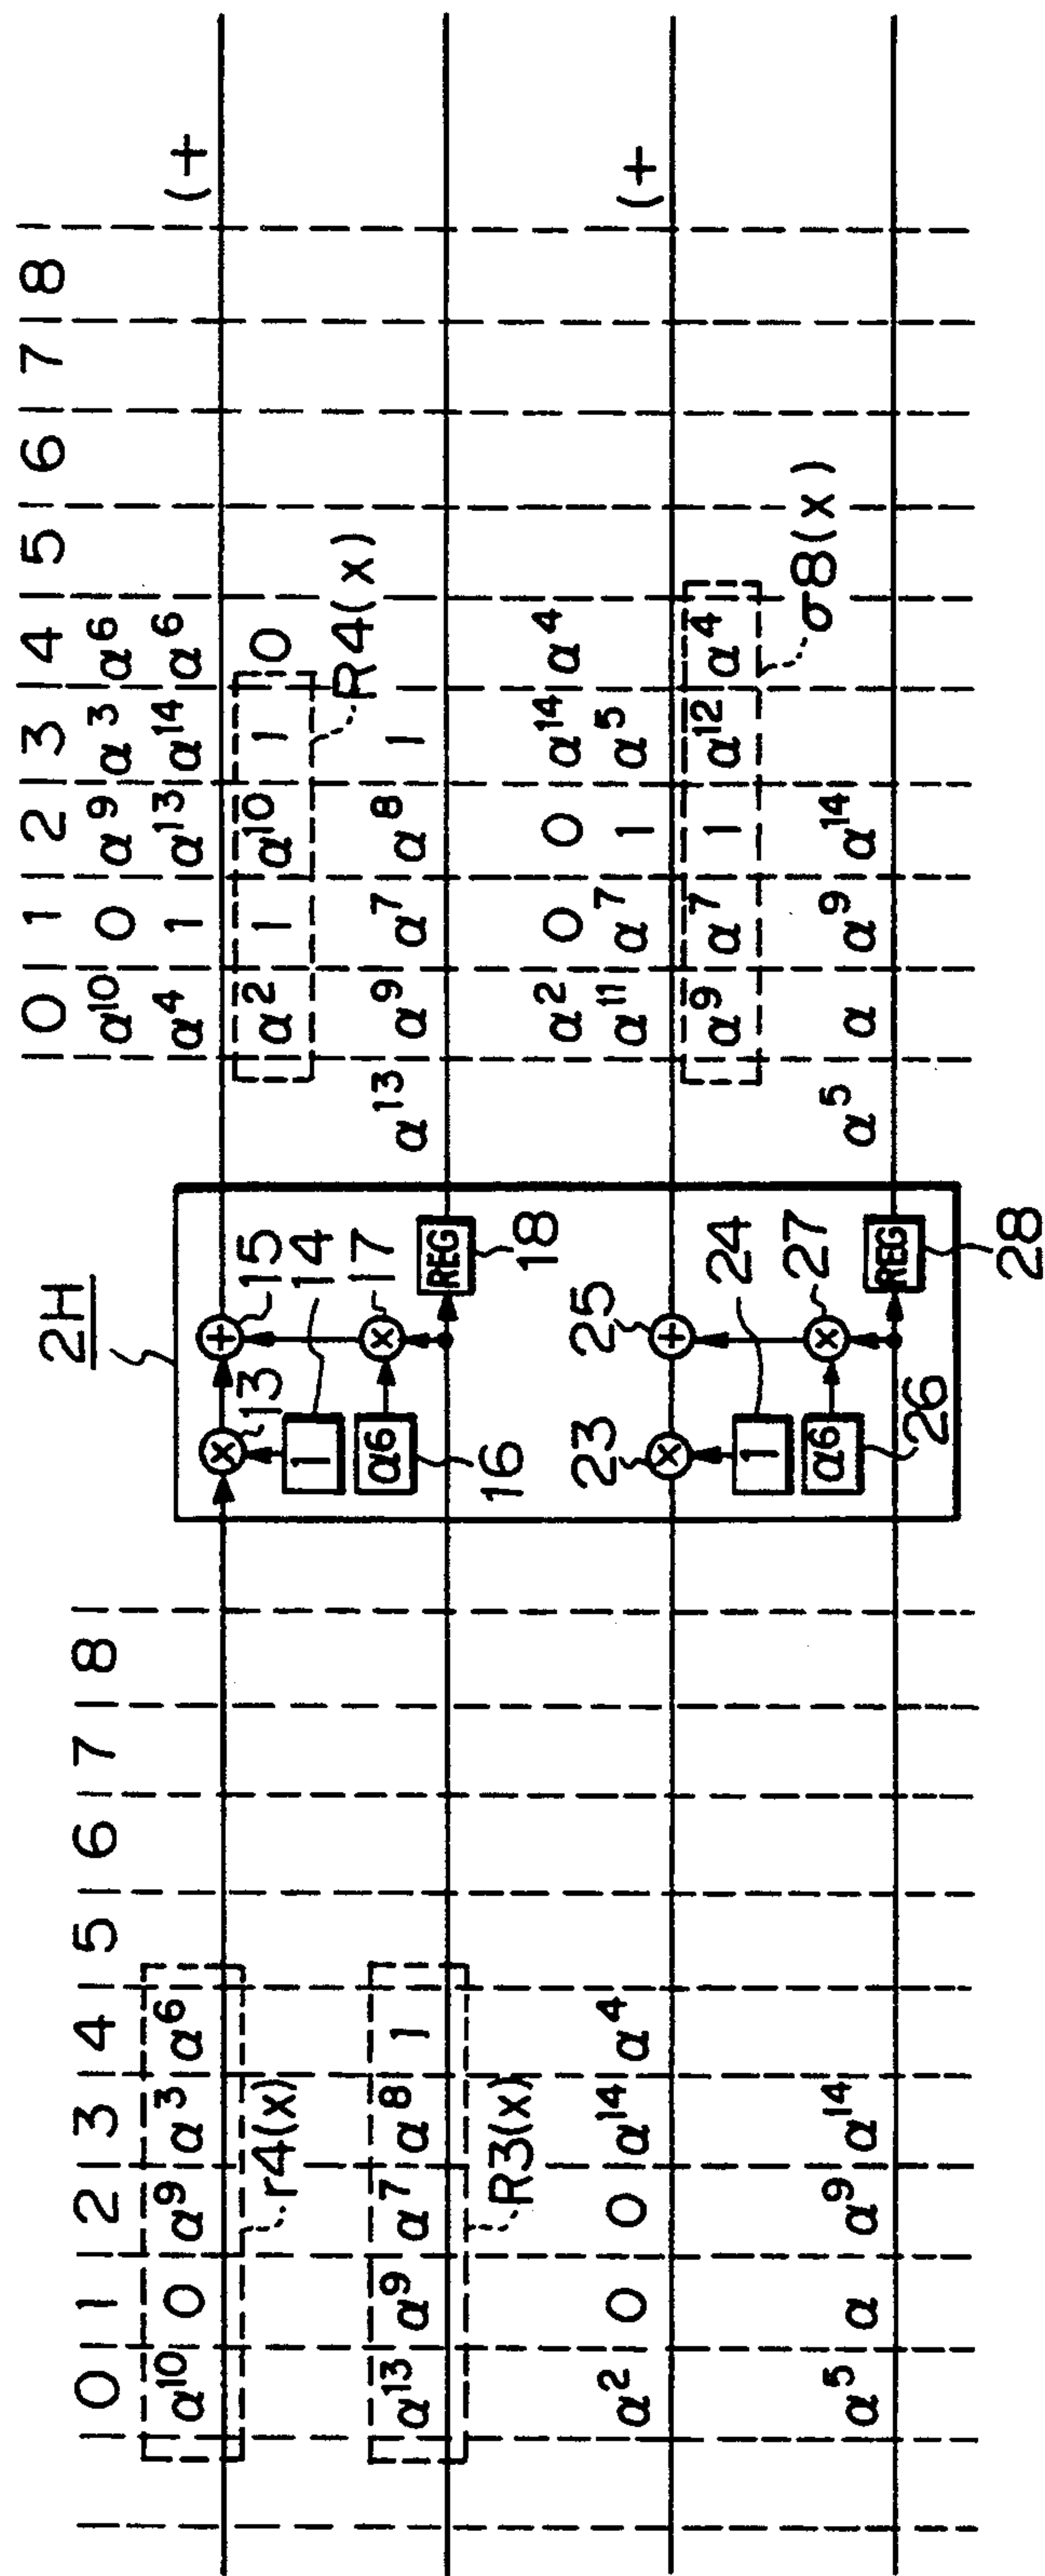 0 1 2 3 4 5 6 7 8
α¹⁰ 0 α⁹ α³ α⁶
r4(x)
α¹³ α⁹ α⁷ α⁸ 1
R3(x)
α² 0 0 α¹⁴ α⁴
α⁵ α α⁹ α¹⁴
2H
× 13 + 15
1 14
α⁶ × 17
16 REG 18
23 × + 25
1 24
α⁶ × 27
26 REG 28
0 1 2 3 4 5 6 7 8
α¹⁰ 0 α⁹ α³ α⁶
α⁴ 1 α¹³ α¹⁴ α⁶ (+
α² 1 α¹⁰ 1 0
R4(x)
α¹³ α⁹ α⁷ α⁸ 1
α² 0 0 α¹⁴ α⁴
α¹¹ α⁷ 1 α⁵ (+
α⁹ α⁷ 1 α¹² α⁴
σ8(x)
α⁵ α α⁹ α¹⁴